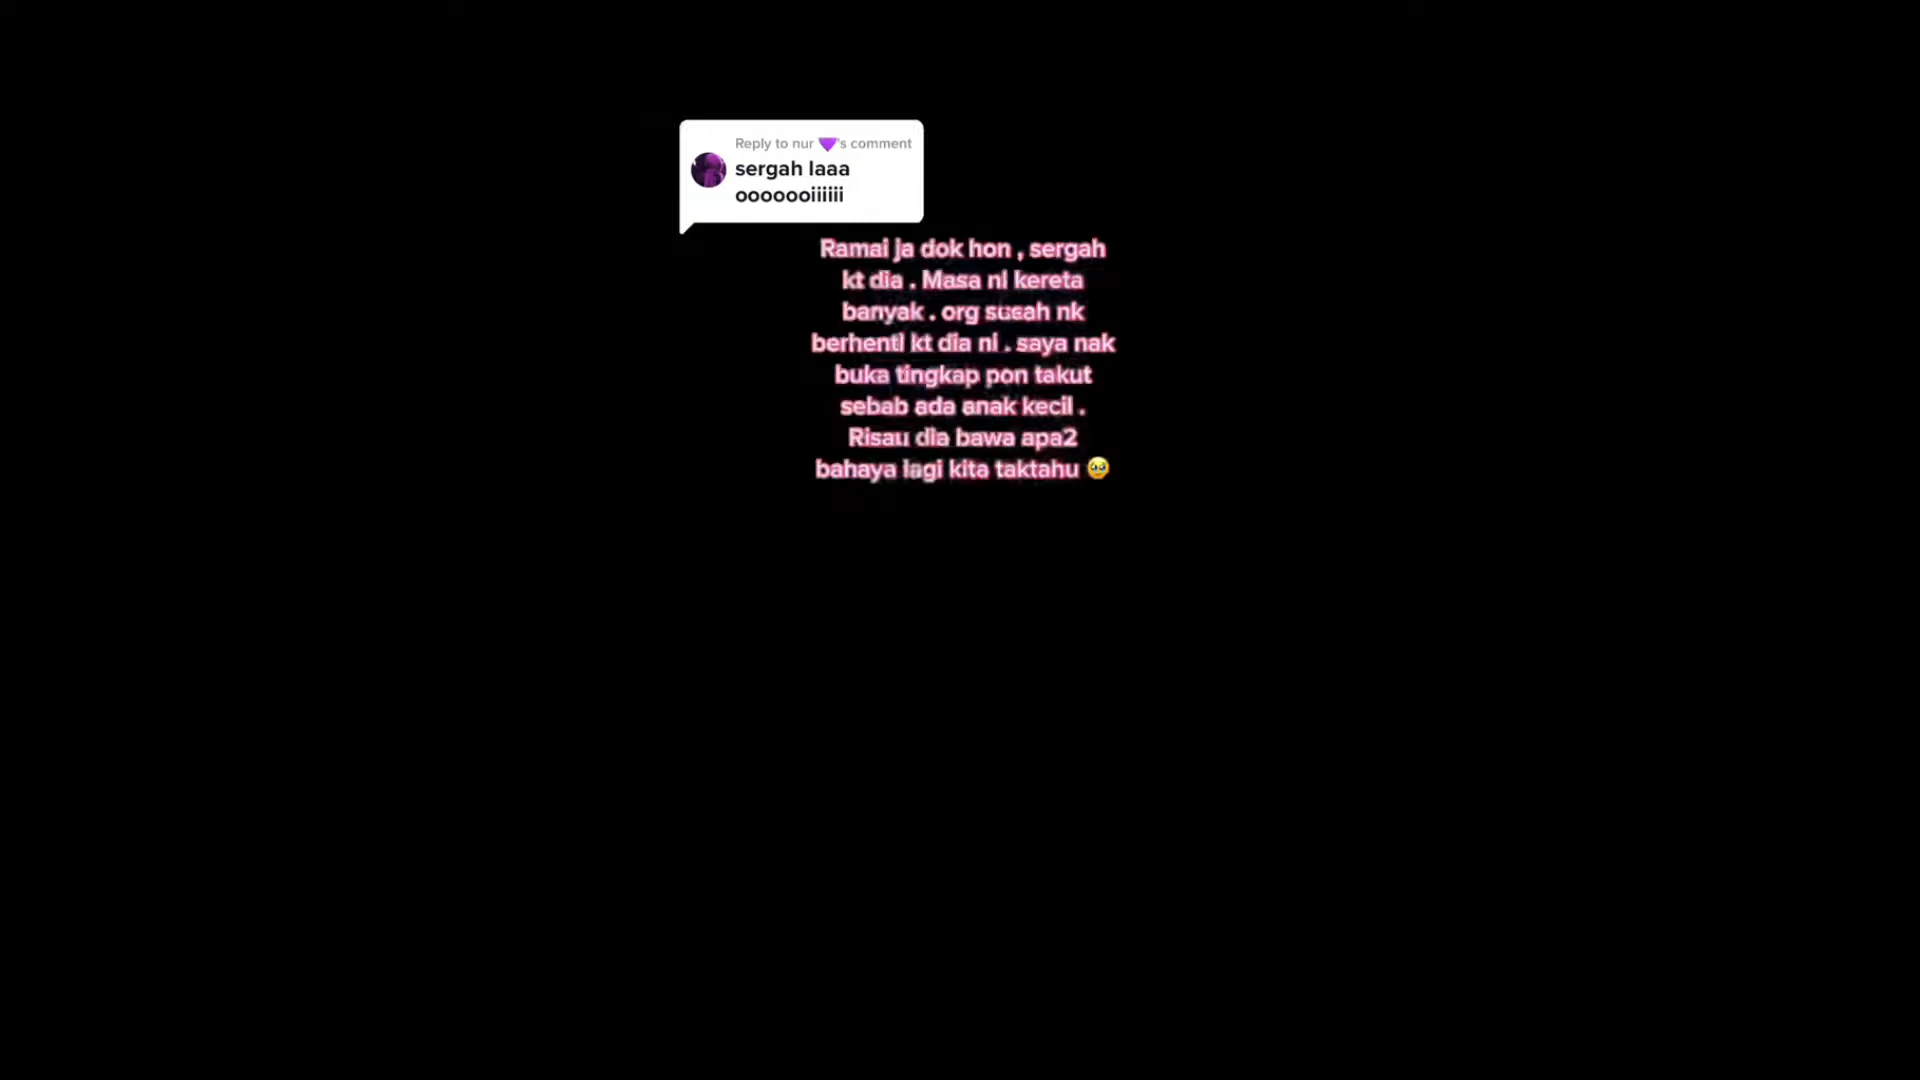 Reply to nur 💜's comment
sergah laaa
ooooooiiiiii
Ramai ja dok hon , sergah
kt dia . Masa ni kereta
banyak . org susah nk
berhenti kt dia ni . saya nak
buka tingkap pon takut
sebab ada anak kecil .
Risau dia bawa apa2
bahaya lagi kita taktahu 🥹